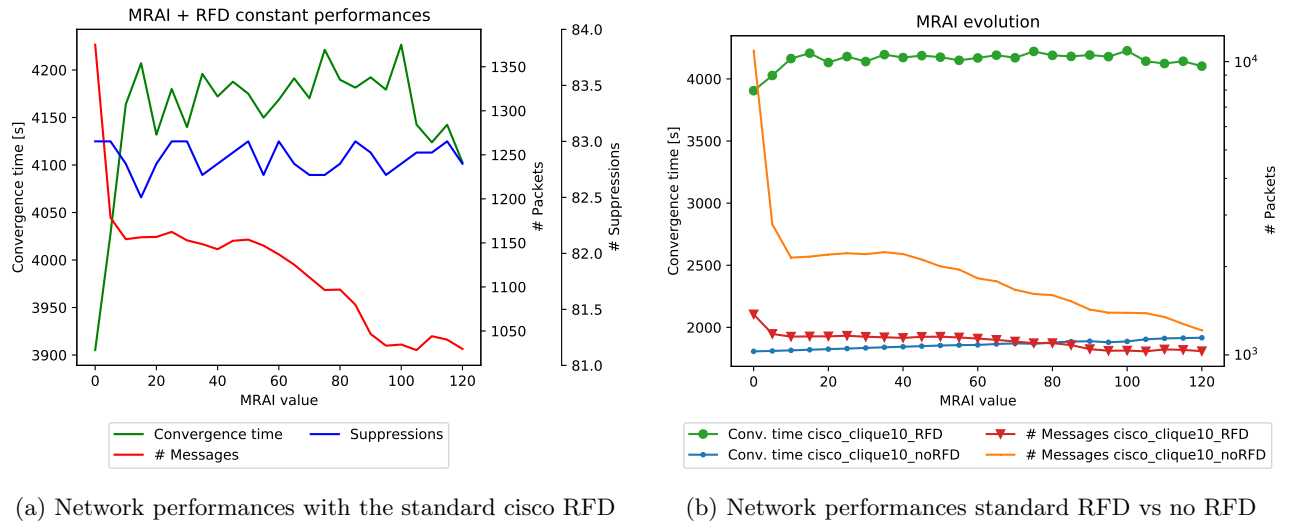 MRAI + RFD constant performances
4200
4150
4100
4050
4000
3950
3900
Convergence time [s]
0 20 40 60 80 100 120
MRAI value
1350
1300
1250
1200
1150
1100
1050
# Packets
84.0
83.5
83.0
82.5
82.0
81.5
81.0
# Suppressions
Convergence time
Suppressions
# Messages
(a) Network performances with the standard cisco RFD
MRAI evolution
4000
3500
3000
2500
2000
Convergence time [s]
0 20 40 60 80 100 120
MRAI value
10⁴
10³
# Packets
Conv. time cisco_clique10_RFD
Conv. time cisco_clique10_noRFD
# Messages cisco_clique10_RFD
# Messages cisco_clique10_noRFD
(b) Network performances standard RFD vs no RFD